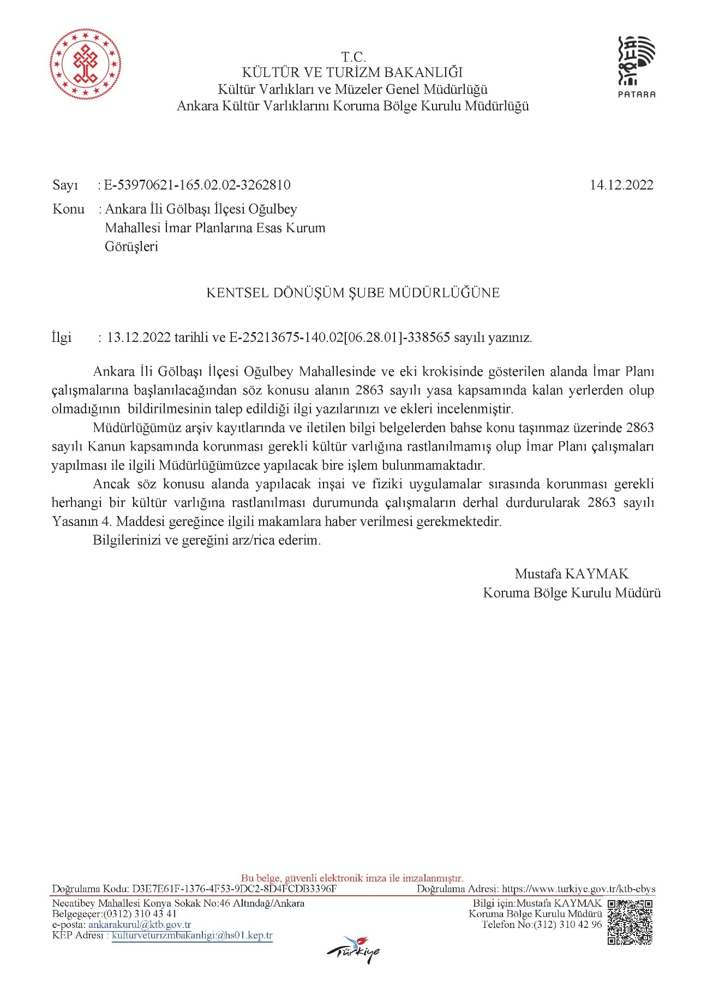 T.C.
KÜLTÜR VE TURİZM BAKANLIĞI
Kültür Varlıkları ve Müzeler Genel Müdürlüğü
Ankara Kültür Varlıklarını Koruma Bölge Kurulu Müdürlüğü
PATARA
Sayı : E-53970621-165.02.02-3262810 14.12.2022
Konu : Ankara İli Gölbaşı İlçesi Oğulbey
Mahallesi İmar Planlarına Esas Kurum
Görüşleri
KENTSEL DÖNÜŞÜM ŞUBE MÜDÜRLÜĞÜNE
İlgi : 13.12.2022 tarihli ve E-25213675-140.02[06.28.01]-338565 sayılı yazınız.
Ankara İli Gölbaşı İlçesi Oğulbey Mahallesinde ve eki krokisinde gösterilen alanda İmar Planı
çalışmalarına başlanılacağından söz konusu alanın 2863 sayılı yasa kapsamında kalan yerlerden olup
olmadığının bildirilmesinin talep edildiği ilgi yazılarınızı ve ekleri incelenmiştir.
Müdürlüğümüz arşiv kayıtlarında ve iletilen bilgi belgelerden bahse konu taşınmaz üzerinde 2863
sayılı Kanun kapsamında korunması gerekli kültür varlığına rastlanılmamış olup İmar Planı çalışmaları
yapılması ile ilgili Müdürlüğümüzce yapılacak bire işlem bulunmamaktadır.
Ancak söz konusu alanda yapılacak inşai ve fiziki uygulamalar sırasında korunması gerekli
herhangi bir kültür varlığına rastlanılması durumunda çalışmaların derhal durdurularak 2863 sayılı
Yasanın 4. Maddesi gereğince ilgili makamlara haber verilmesi gerekmektedir.
Bilgilerinizi ve gereğini arz/rica ederim.
Mustafa KAYMAK
Koruma Bölge Kurulu Müdürü
Bu belge, güvenli elektronik imza ile imzalanmıştır.
Doğrulama Kodu: D3E7E61F-1376-4F53-9DC2-8D4FCDB3396F Doğrulama Adresi: https://www.turkiye.gov.tr/ktb-ebys
Necatibey Mahallesi Konya Sokak No:46 Altındağ/Ankara Bilgi için:Mustafa KAYMAK
Belgegeçer:(0312) 310 43 41 Koruma Bölge Kurulu Müdürü
e-posta: ankarakurul@ktb.gov.tr Telefon No:(312) 310 42 96
KEP Adresi : kulturveturizmbakanligi@hs01.kep.tr
Türkiye